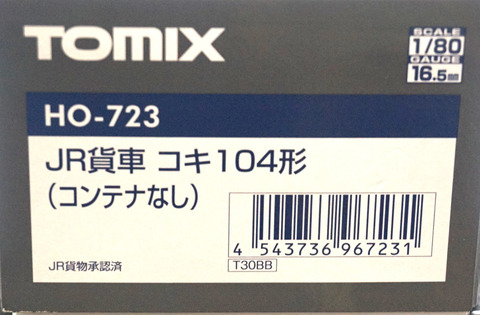 TOMIX
SCALE
1/80
GAUGE
16.5mm
HO-723
JR貨車 コキ104形
(コンテナなし)
4 543736 967231
JR貨物承認済
T30BB